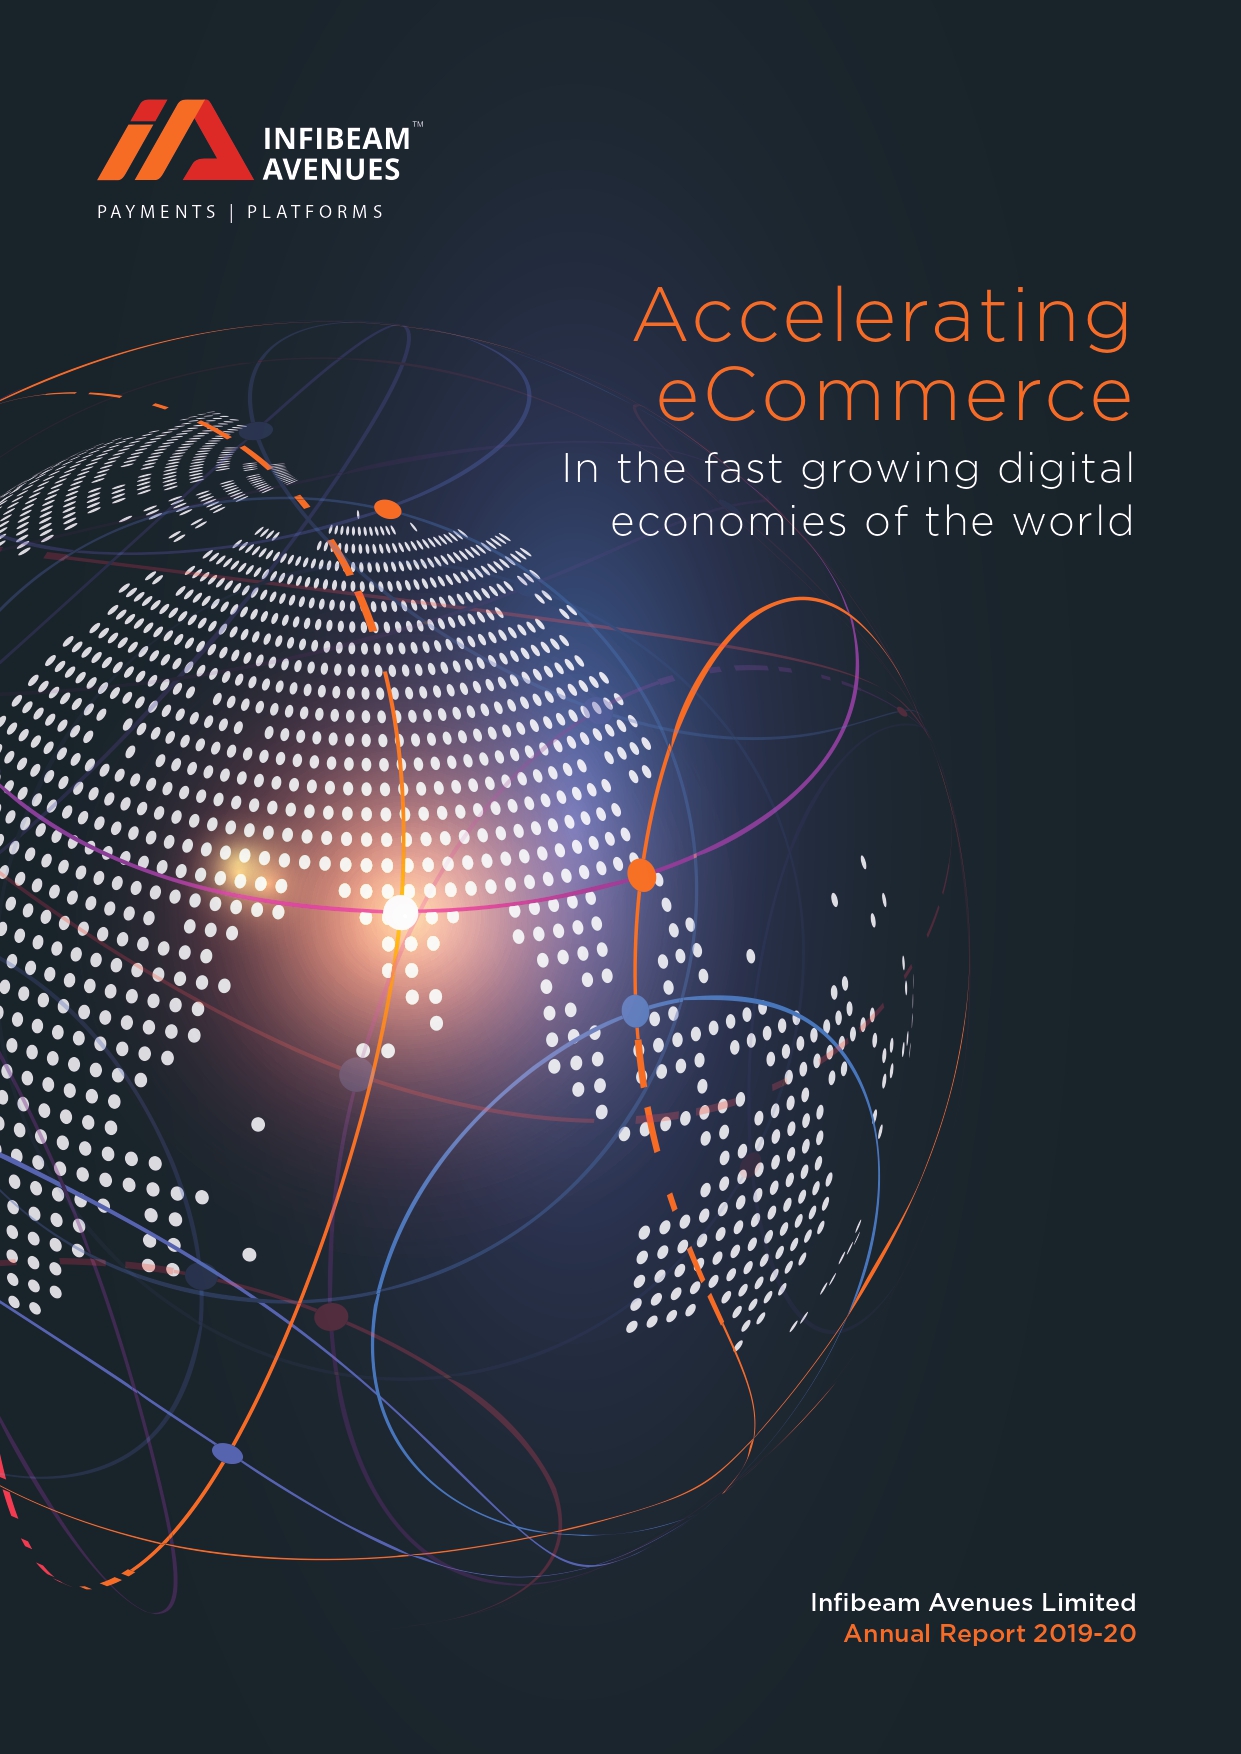 INFIBEAM™
AVENUES
PAYMENTS | PLATFORMS
Accelerating
eCommerce
In the fast growing digital
economies of the world
Infibeam Avenues Limited
Annual Report 2019-20